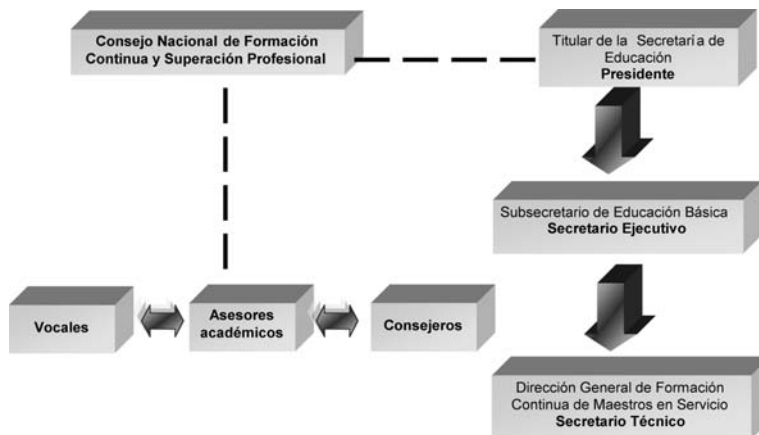 Consejo Nacional de Formación
Continua y Superación Profesional
Titular de la Secretaría de
Educación
Presidente
Subsecretario de Educación Básica
Secretario Ejecutivo
Vocales
Asesores
académicos
Consejeros
Dirección General de Formación
Continua de Maestros en Servicio
Secretario Técnico